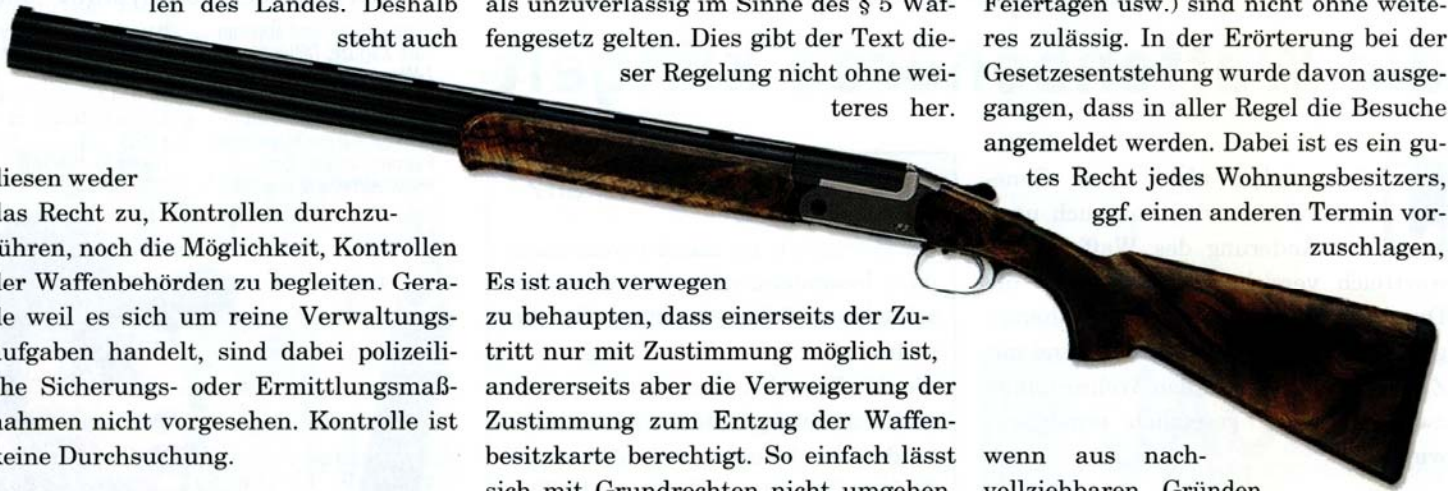 len des Landes. Deshalb
steht auch
diesen weder
das Recht zu, Kontrollen durchzu-
führen, noch die Möglichkeit, Kontrollen
der Waffenbehörden zu begleiten. Gera-
de weil es sich um reine Verwaltungs-
aufgaben handelt, sind dabei polizeili-
che Sicherungs- oder Ermittlungsmaß-
nahmen nicht vorgesehen. Kontrolle ist
keine Durchsuchung.
als unzuverlässig im Sinne des § 5 Waf-
fengesetz gelten. Dies gibt der Text die-
ser Regelung nicht ohne wei-
teres her.
Es ist auch verwegen
zu behaupten, dass einerseits der Zu-
tritt nur mit Zustimmung möglich ist,
andererseits aber die Verweigerung der
Zustimmung zum Entzug der Waffen-
besitzkarte berechtigt. So einfach lässt
sich mit Grundrechten nicht umgehen
Feiertagen usw.) sind nicht ohne weite-
res zulässig. In der Erörterung bei der
Gesetzesentstehung wurde davon ausge-
gangen, dass in aller Regel die Besuche
angemeldet werden. Dabei ist es ein gu-
tes Recht jedes Wohnungsbesitzers,
ggf. einen anderen Termin vor-
zuschlagen,
wenn aus nach-
vollziehbaren Gründen